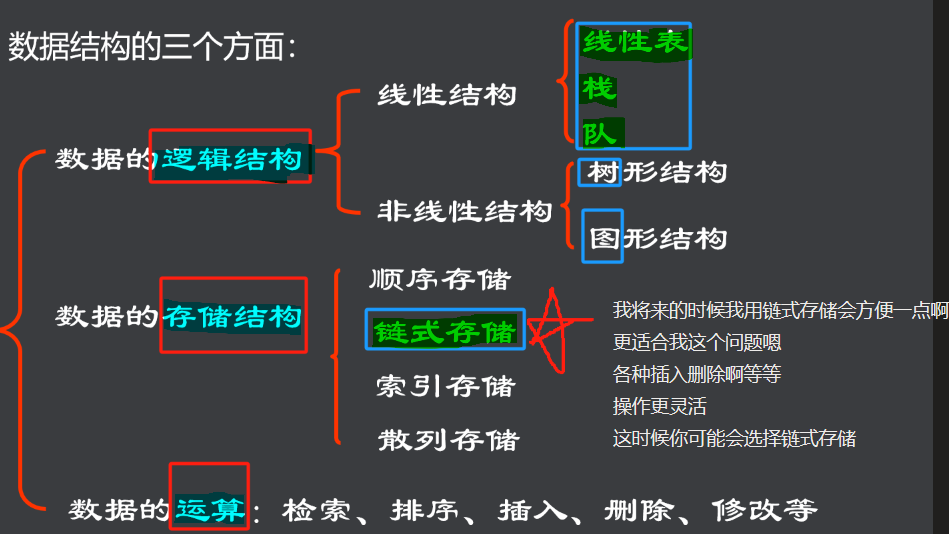 数据结构的三个方面：
数据的逻辑结构
线性结构
线性表
栈
队
非线性结构
树形结构
图形结构
数据的存储结构
顺序存储
链式存储
索引存储
散列存储
我将来的时候我用链式存储会方便一点啊
更适合我这个问题嗯
各种插入删除啊等等
操作更灵活
这时候你可能会选择链式存储
数据的运算：检索、排序、插入、删除、修改等